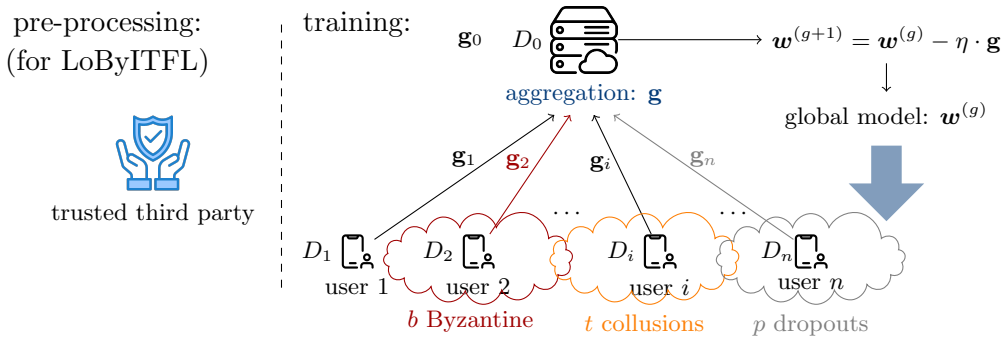 pre-processing:
(for LoByITFL)
trusted third party
training:
g₀ D₀
w⁽ᵍ⁺¹⁾ = w⁽ᵍ⁾ − η · g
aggregation: g
global model: w⁽ᵍ⁾
g₁ g₂ gᵢ gₙ
... ...
D₁ D₂ Dᵢ Dₙ
user 1 user 2 user i user n
b Byzantine t collusions p dropouts